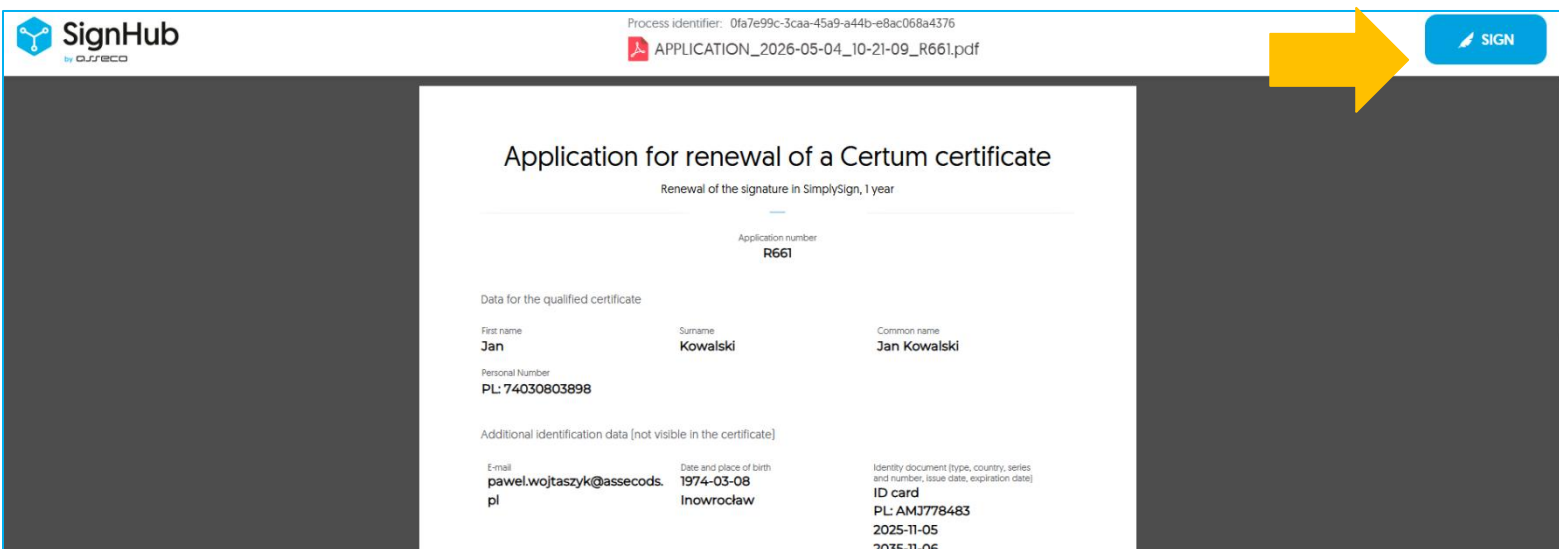 SignHub
by asseco
Process identifier: 0fa7e99c-3caa-45a9-a44b-e8ac068a4376
APPLICATION_2026-05-04_10-21-09_R661.pdf
SIGN
Application for renewal of a Certum certificate
Renewal of the signature in SimplySign, 1 year
Application number
R661
Data for the qualified certificate
First name Surname Common name
Jan Kowalski Jan Kowalski
Personal Number
PL: 74030803898
Additional identification data [not visible in the certificate]
E-mail
pawel.wojtaszyk@assecods.
pl
Date and place of birth
1974-03-08
Inowrocław
Identity document (type, country, series
and number, issue date, expiration date)
ID card
PL: AMJ778483
2025-11-05
2035-11-06